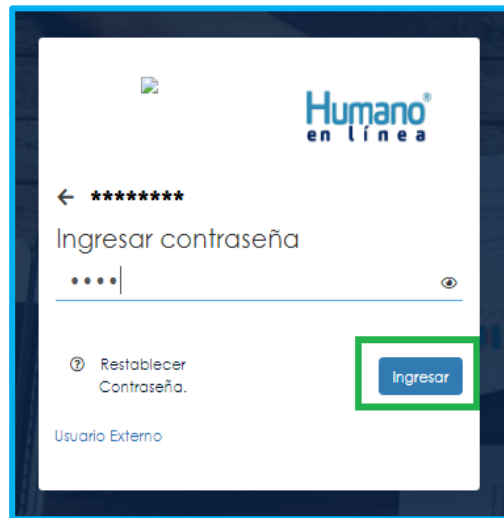 Humano®
en línea
← ********
Ingresar contraseña
••••
Restablecer
Contraseña.
Ingresar
Usuario Externo